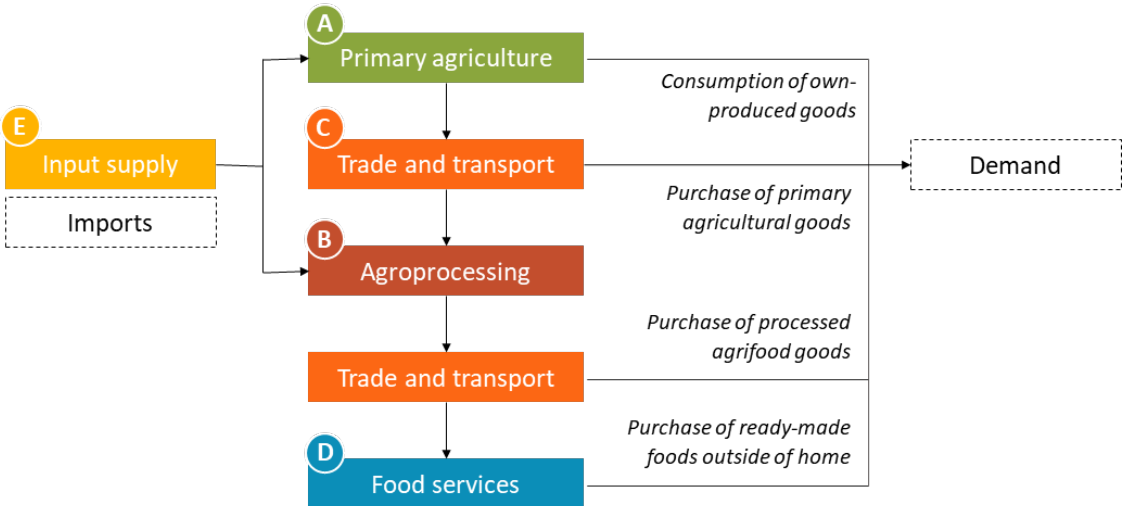 A
Primary agriculture
Consumption of own-
produced goods
E
Input supply
C
Trade and transport
Demand
Imports
Purchase of primary
agricultural goods
B
Agroprocessing
Purchase of processed
agrifood goods
Trade and transport
Purchase of ready-made
foods outside of home
D
Food services